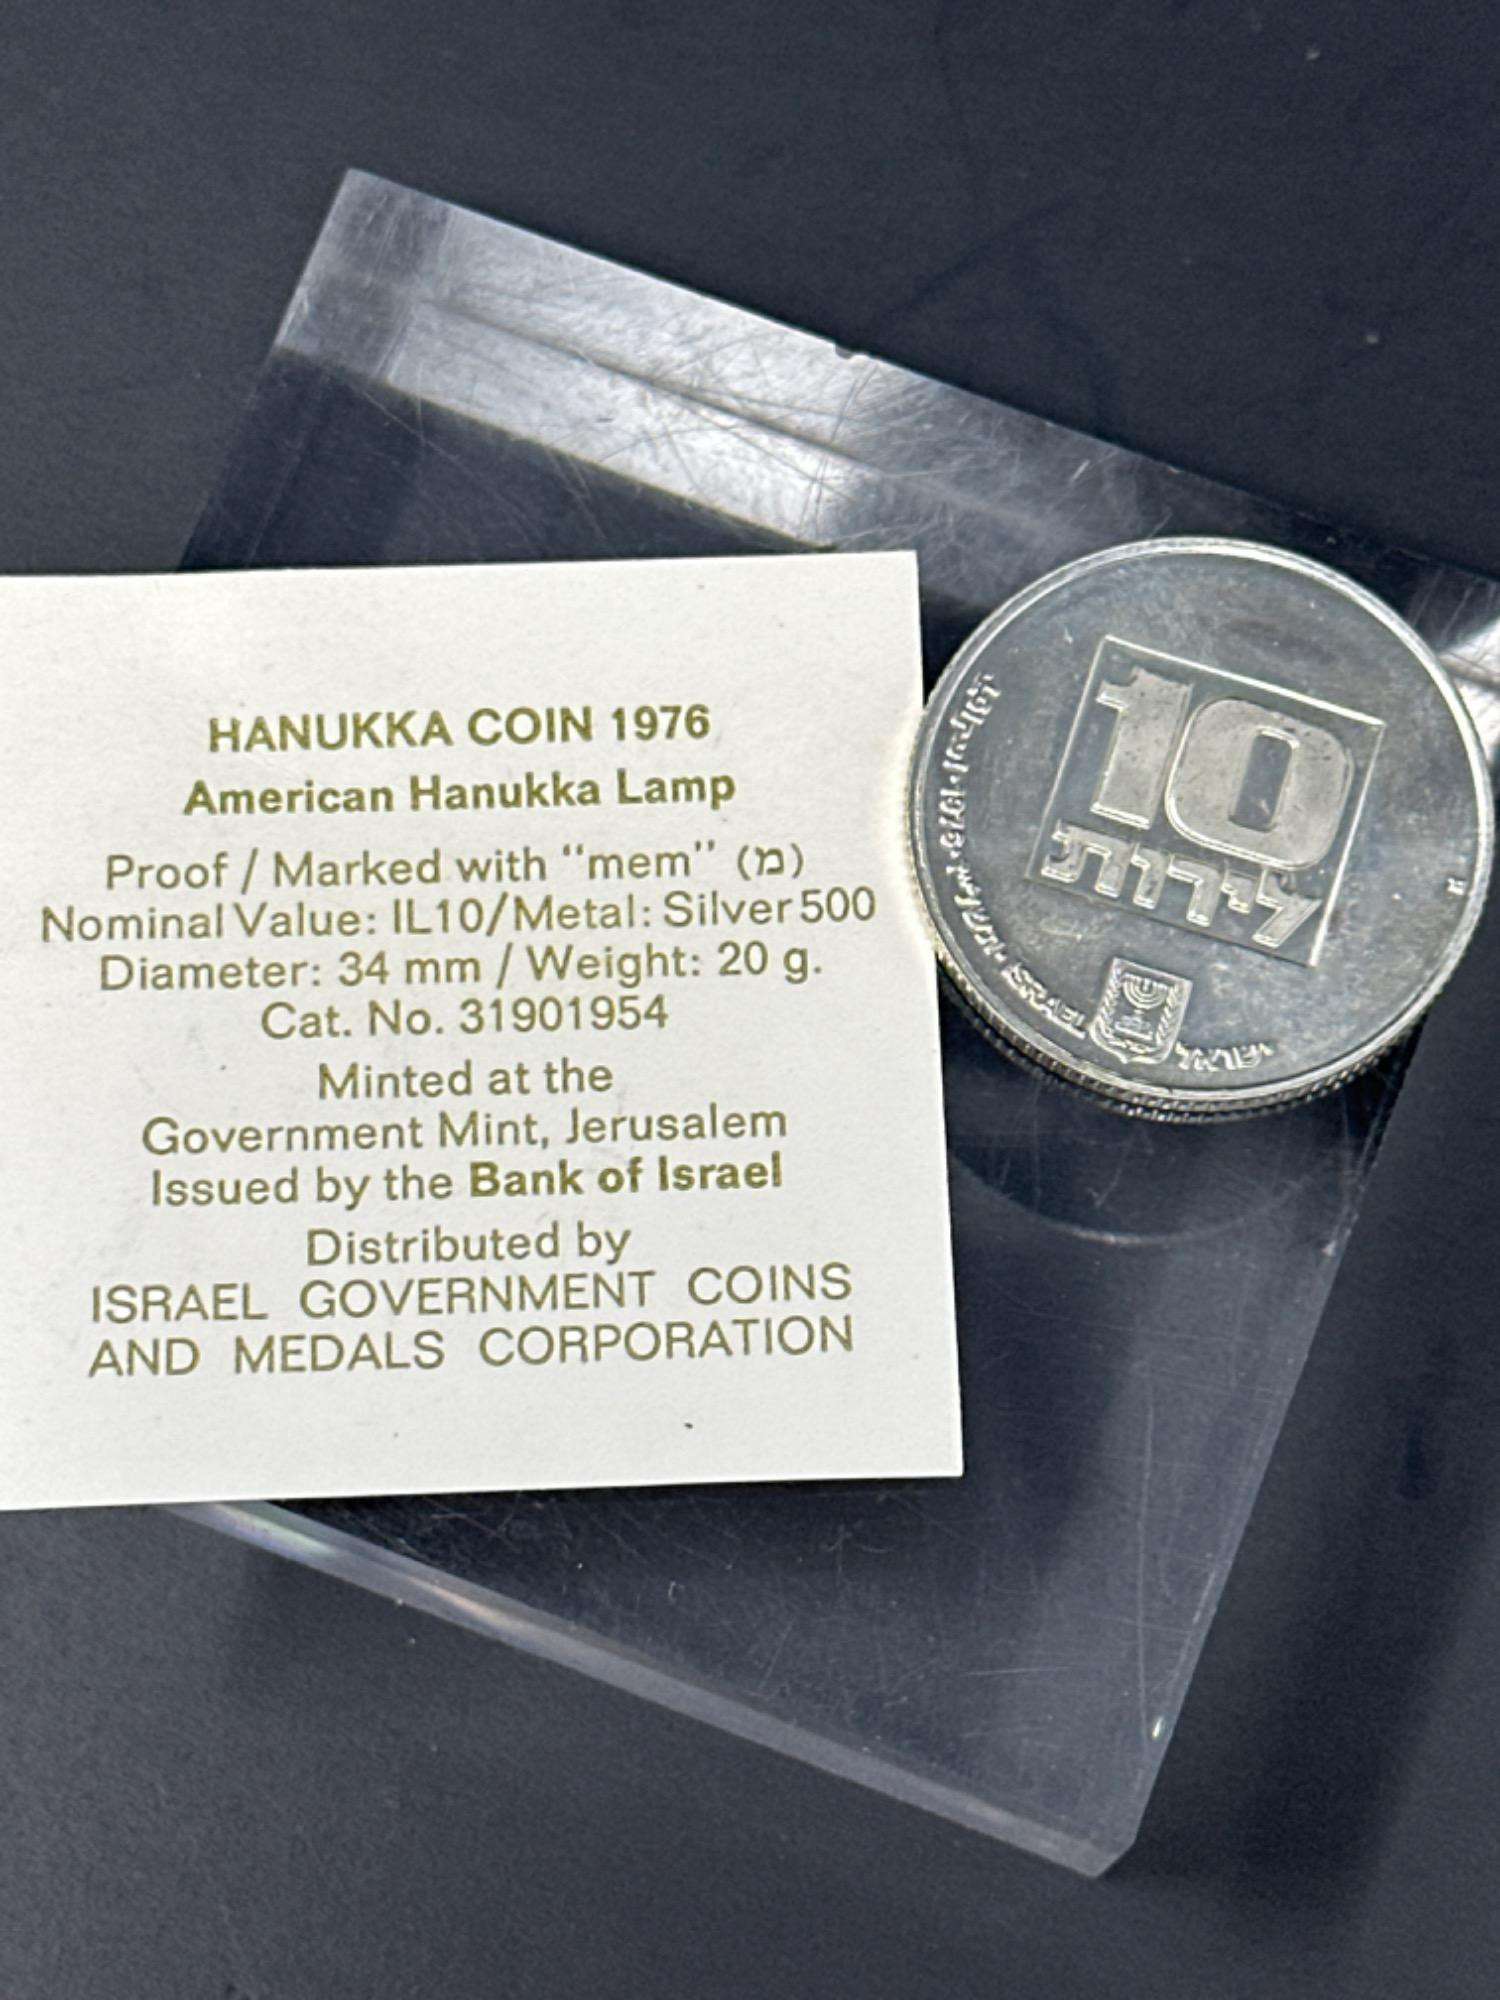 HANUKKA COIN 1976
American Hanukka Lamp
Proof / Marked with "mem" (מ)
Nominal Value: IL10/Metal: Silver 500
Diameter: 34 mm / Weight: 20 g.
Cat. No. 31901954
Minted at the
Government Mint, Jerusalem
Issued by the Bank of Israel
Distributed by
ISRAEL GOVERNMENT COINS
AND MEDALS CORPORATION
10
לירות
התשל"ז · 1976
ISRAEL
ישראל
מ